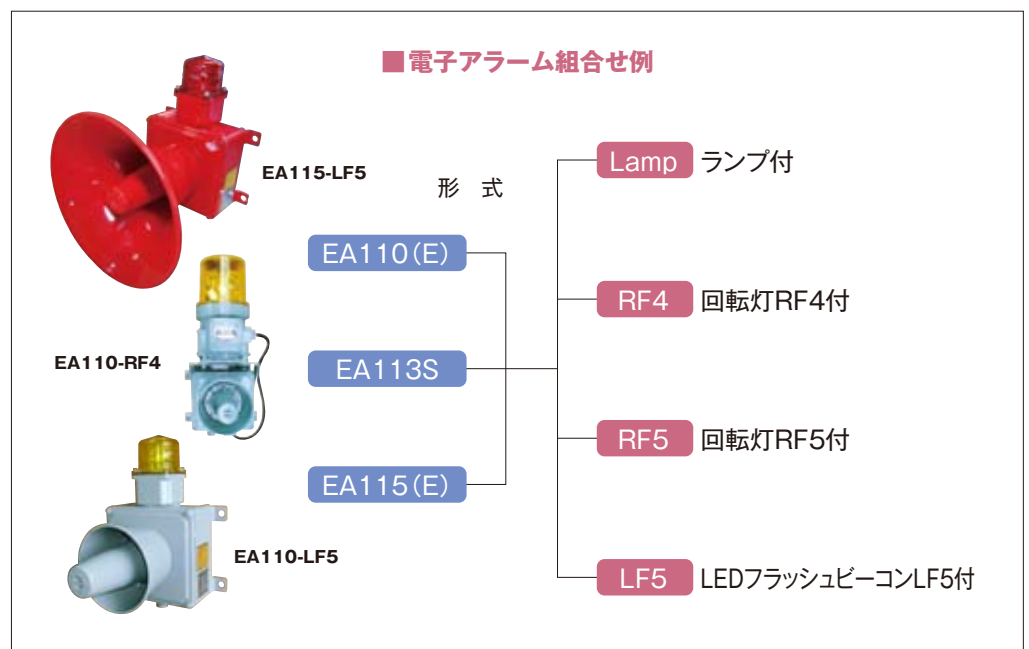 ■電子アラーム組合せ例
EA115-LF5
形 式
Lamp ランプ付
EA110(E)
RF4 回転灯RF4付
EA110-RF4
EA113S
RF5 回転灯RF5付
EA115(E)
EA110-LF5
LF5 LEDフラッシュビーコンLF5付